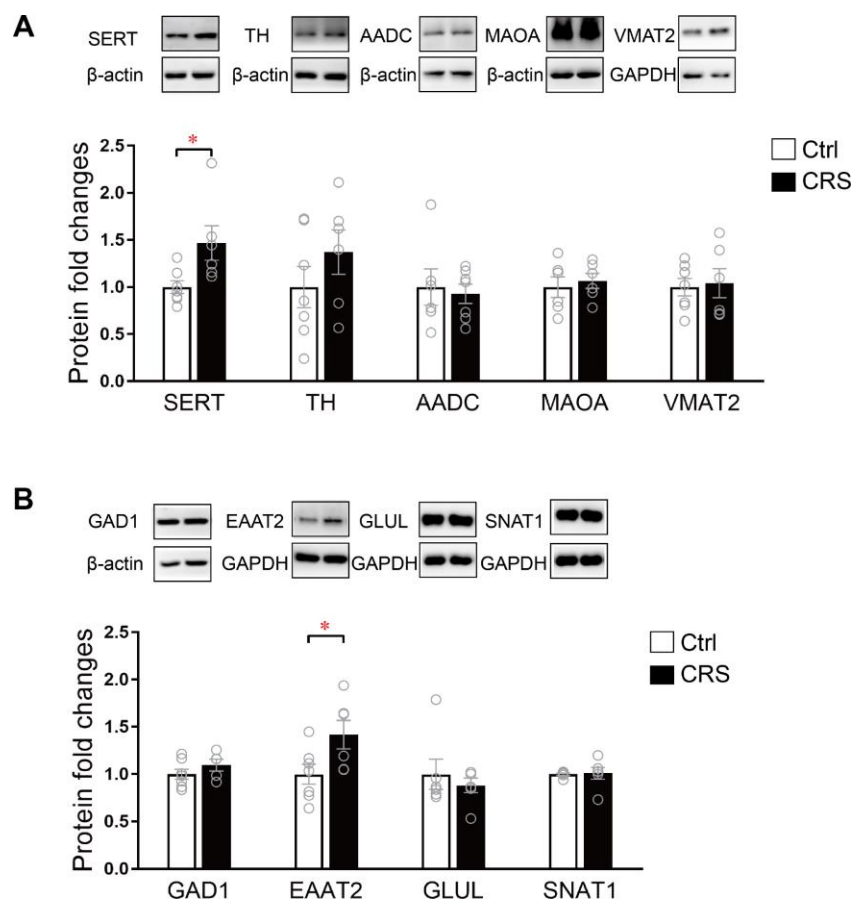 A
SERT TH AADC MAOA VMAT2
β-actin β-actin β-actin β-actin GAPDH
Protein fold changes
2.5
2.0
1.5
1.0
0.5
0.0
*
Ctrl
CRS
SERT TH AADC MAOA VMAT2
B
GAD1 EAAT2 GLUL SNAT1
β-actin GAPDH GAPDH GAPDH
Protein fold changes
2.5
2.0
1.5
1.0
0.5
0.0
*
Ctrl
CRS
GAD1 EAAT2 GLUL SNAT1